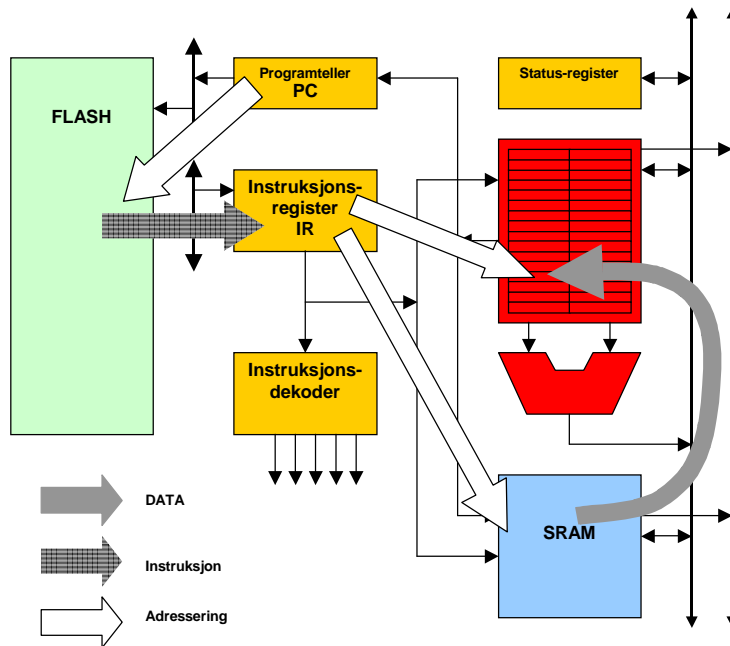 FLASH
Programteller
PC
Status-register
Instruksjons-
register
IR
Instruksjons-
dekoder
SRAM
DATA
Instruksjon
Adressering